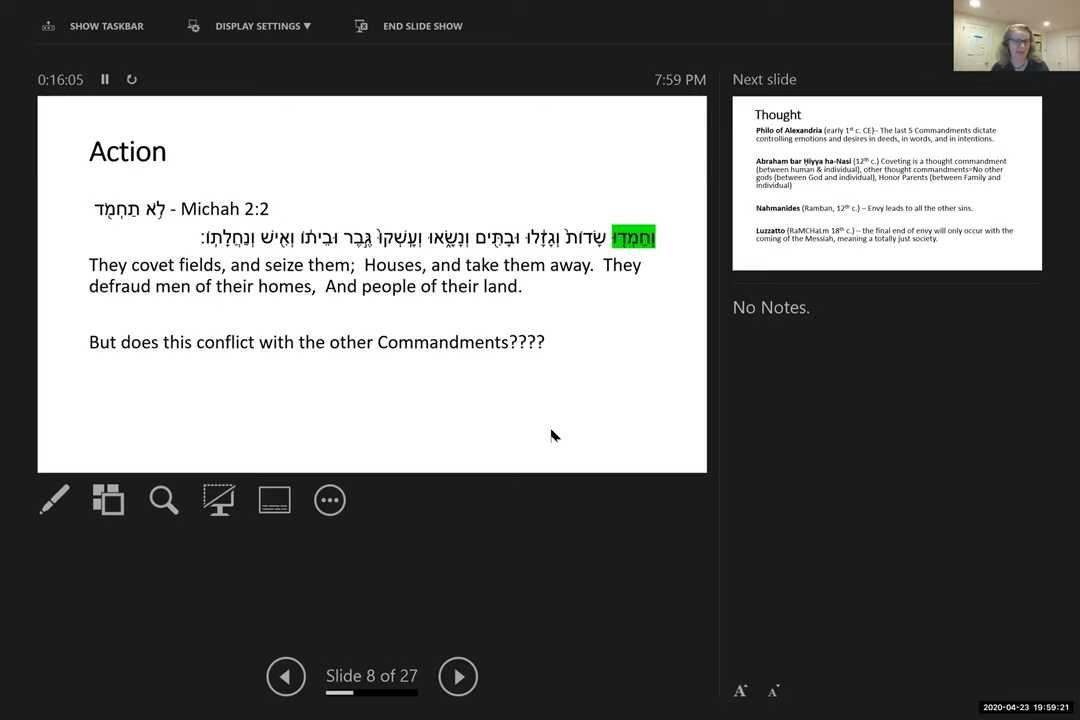 SHOW TASKBAR
DISPLAY SETTINGS ▼
END SLIDE SHOW
0:16:05
7:59 PM
Action
לֹ֥א תַחְמֹ֖ד - Michah 2:2
וְחָמְד֤וּ שָׂדוֹת֙ וְגָזָ֔לוּ וּבָתִּ֖ים וְנָשָׂ֑אוּ וְעָֽשְׁקוּ֙ גֶּ֣בֶר וּבֵית֔וֹ וְאִ֖ישׁ וְנַחֲלָתֽוֹ׃
They covet fields, and seize them; Houses, and take them away. They
defraud men of their homes, And people of their land.
But does this conflict with the other Commandments????
Next slide
Thought
Philo of Alexandria (early 1st c. CE)– The last 5 Commandments dictate
controlling emotions and desires in deeds, in words, and in intentions.
Abraham bar Ḥiyya ha-Nasi (12th c.) Coveting is a thought commandment
(between human & individual), other thought commandments=No other
gods (between God and individual), Honor Parents (between Family and
individual)
Nahmanides (Ramban, 12th c.) – Envy leads to all the other sins.
Luzzatto (RaMCHaLm 18th c.) – the final end of envy will only occur with the
coming of the Messiah, meaning a totally just society.
No Notes.
Slide 8 of 27
A A
2020-04-23 19:59:21